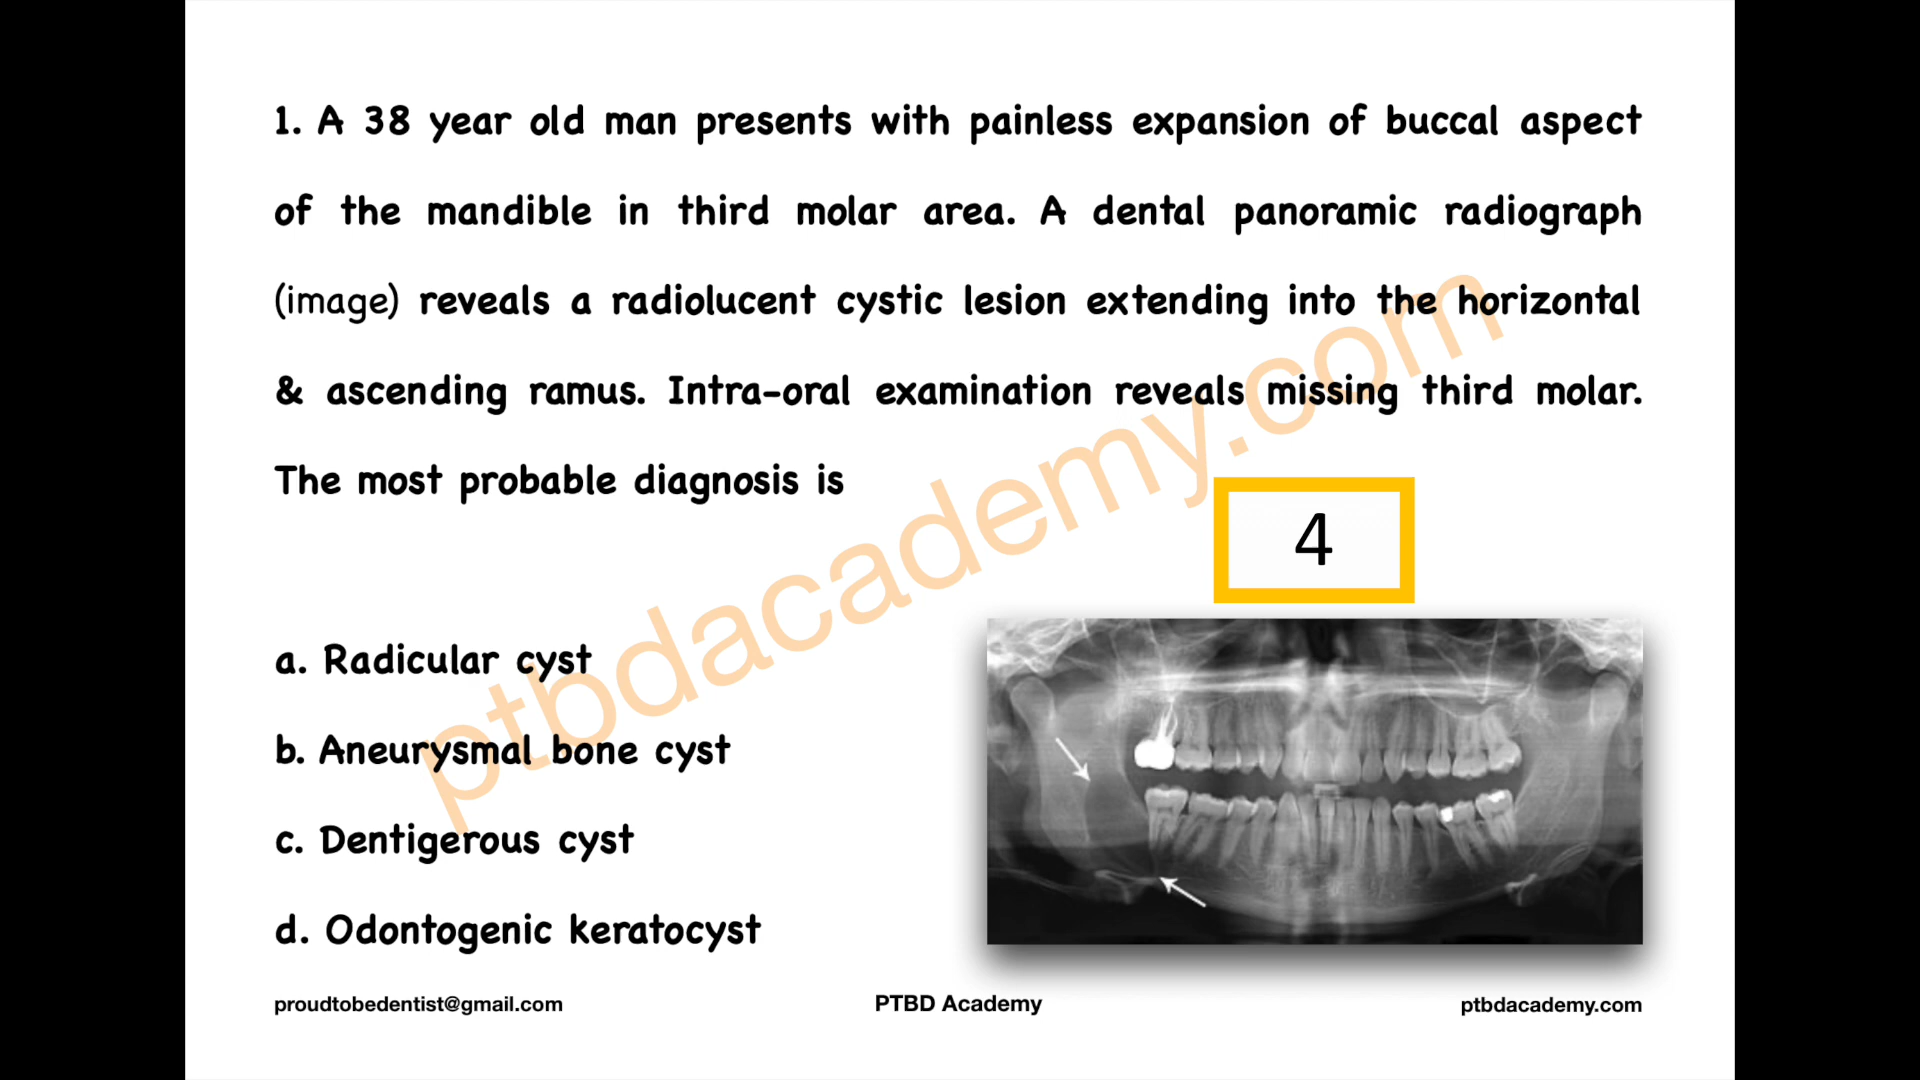 1. A 38 year old man presents with painless expansion of buccal aspect
of the mandible in third molar area. A dental panoramic radiograph
(image) reveals a radiolucent cystic lesion extending into the horizontal
& ascending ramus. Intra-oral examination reveals missing third molar.
The most probable diagnosis is
4
a. Radicular cyst
b. Aneurysmal bone cyst
c. Dentigerous cyst
d. Odontogenic keratocyst
ptbdacademy.com
proudtobedentist@gmail.com
PTBD Academy
ptbdacademy.com